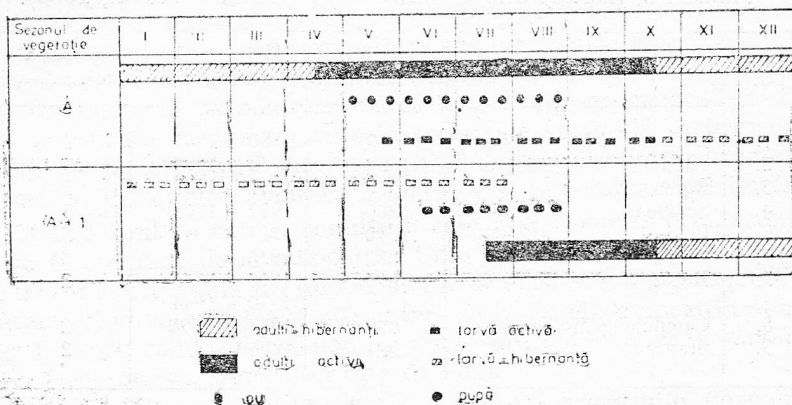 Sezonul de vegetație
I II III IV V VI VII VIII IX X XI XII
A
A+1
adulți hibernanți
larvă activă
adulți activi
larvă hibernantă
ou
pupă